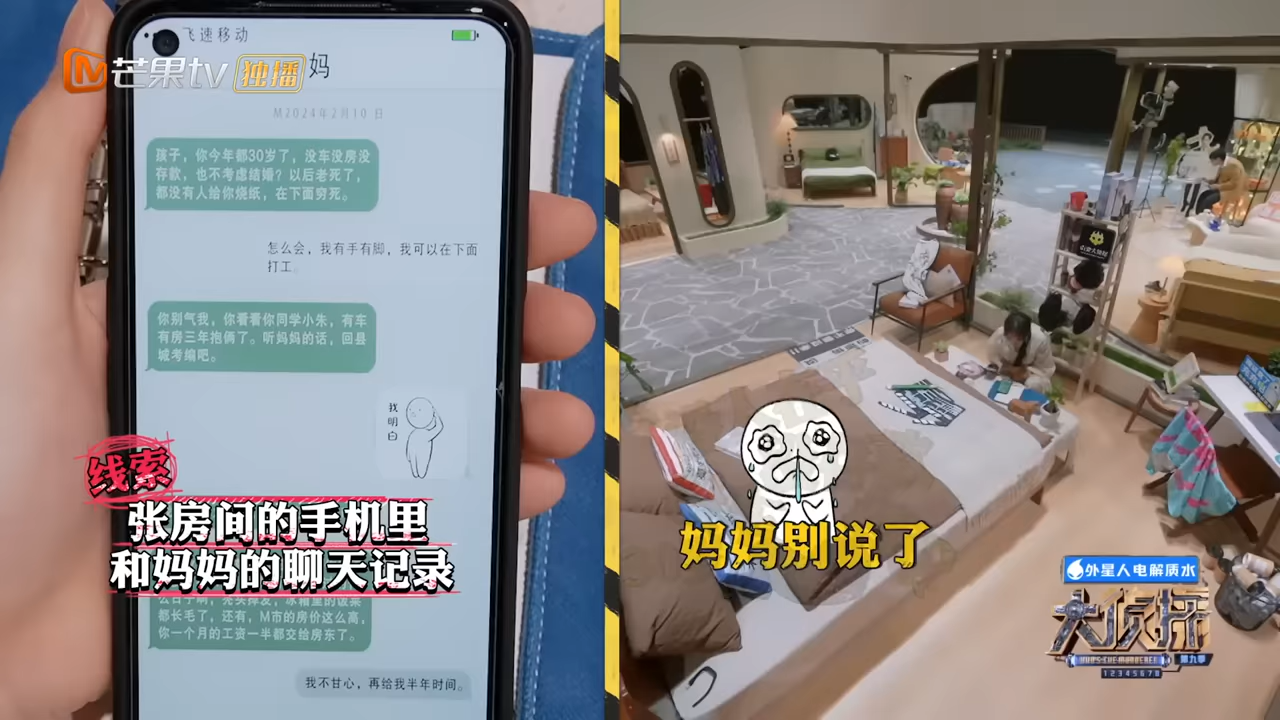 飞速移动
芒果tv 独播
妈
M2024年2月10日
孩子，你今年都30岁了，没车没房没
存款，也不考虑结婚？以后老死了，
都没有人给你烧纸，在下面穷死。
怎么会，我有手有脚，我可以在下面
打工。
你别气我，你看看你同学小朱，有车
有房三年抱俩了。听妈妈的话，回县
城考编吧。
我明白
线索
张房间的手机里
和妈妈的聊天记录
都长毛了，还有，M市的房价这么高，
你一个月的工资一半都交给房东了。
我不甘心，再给我半年时间。
妈妈别说了
外星人电解质水
大侦探
第九季
12345678